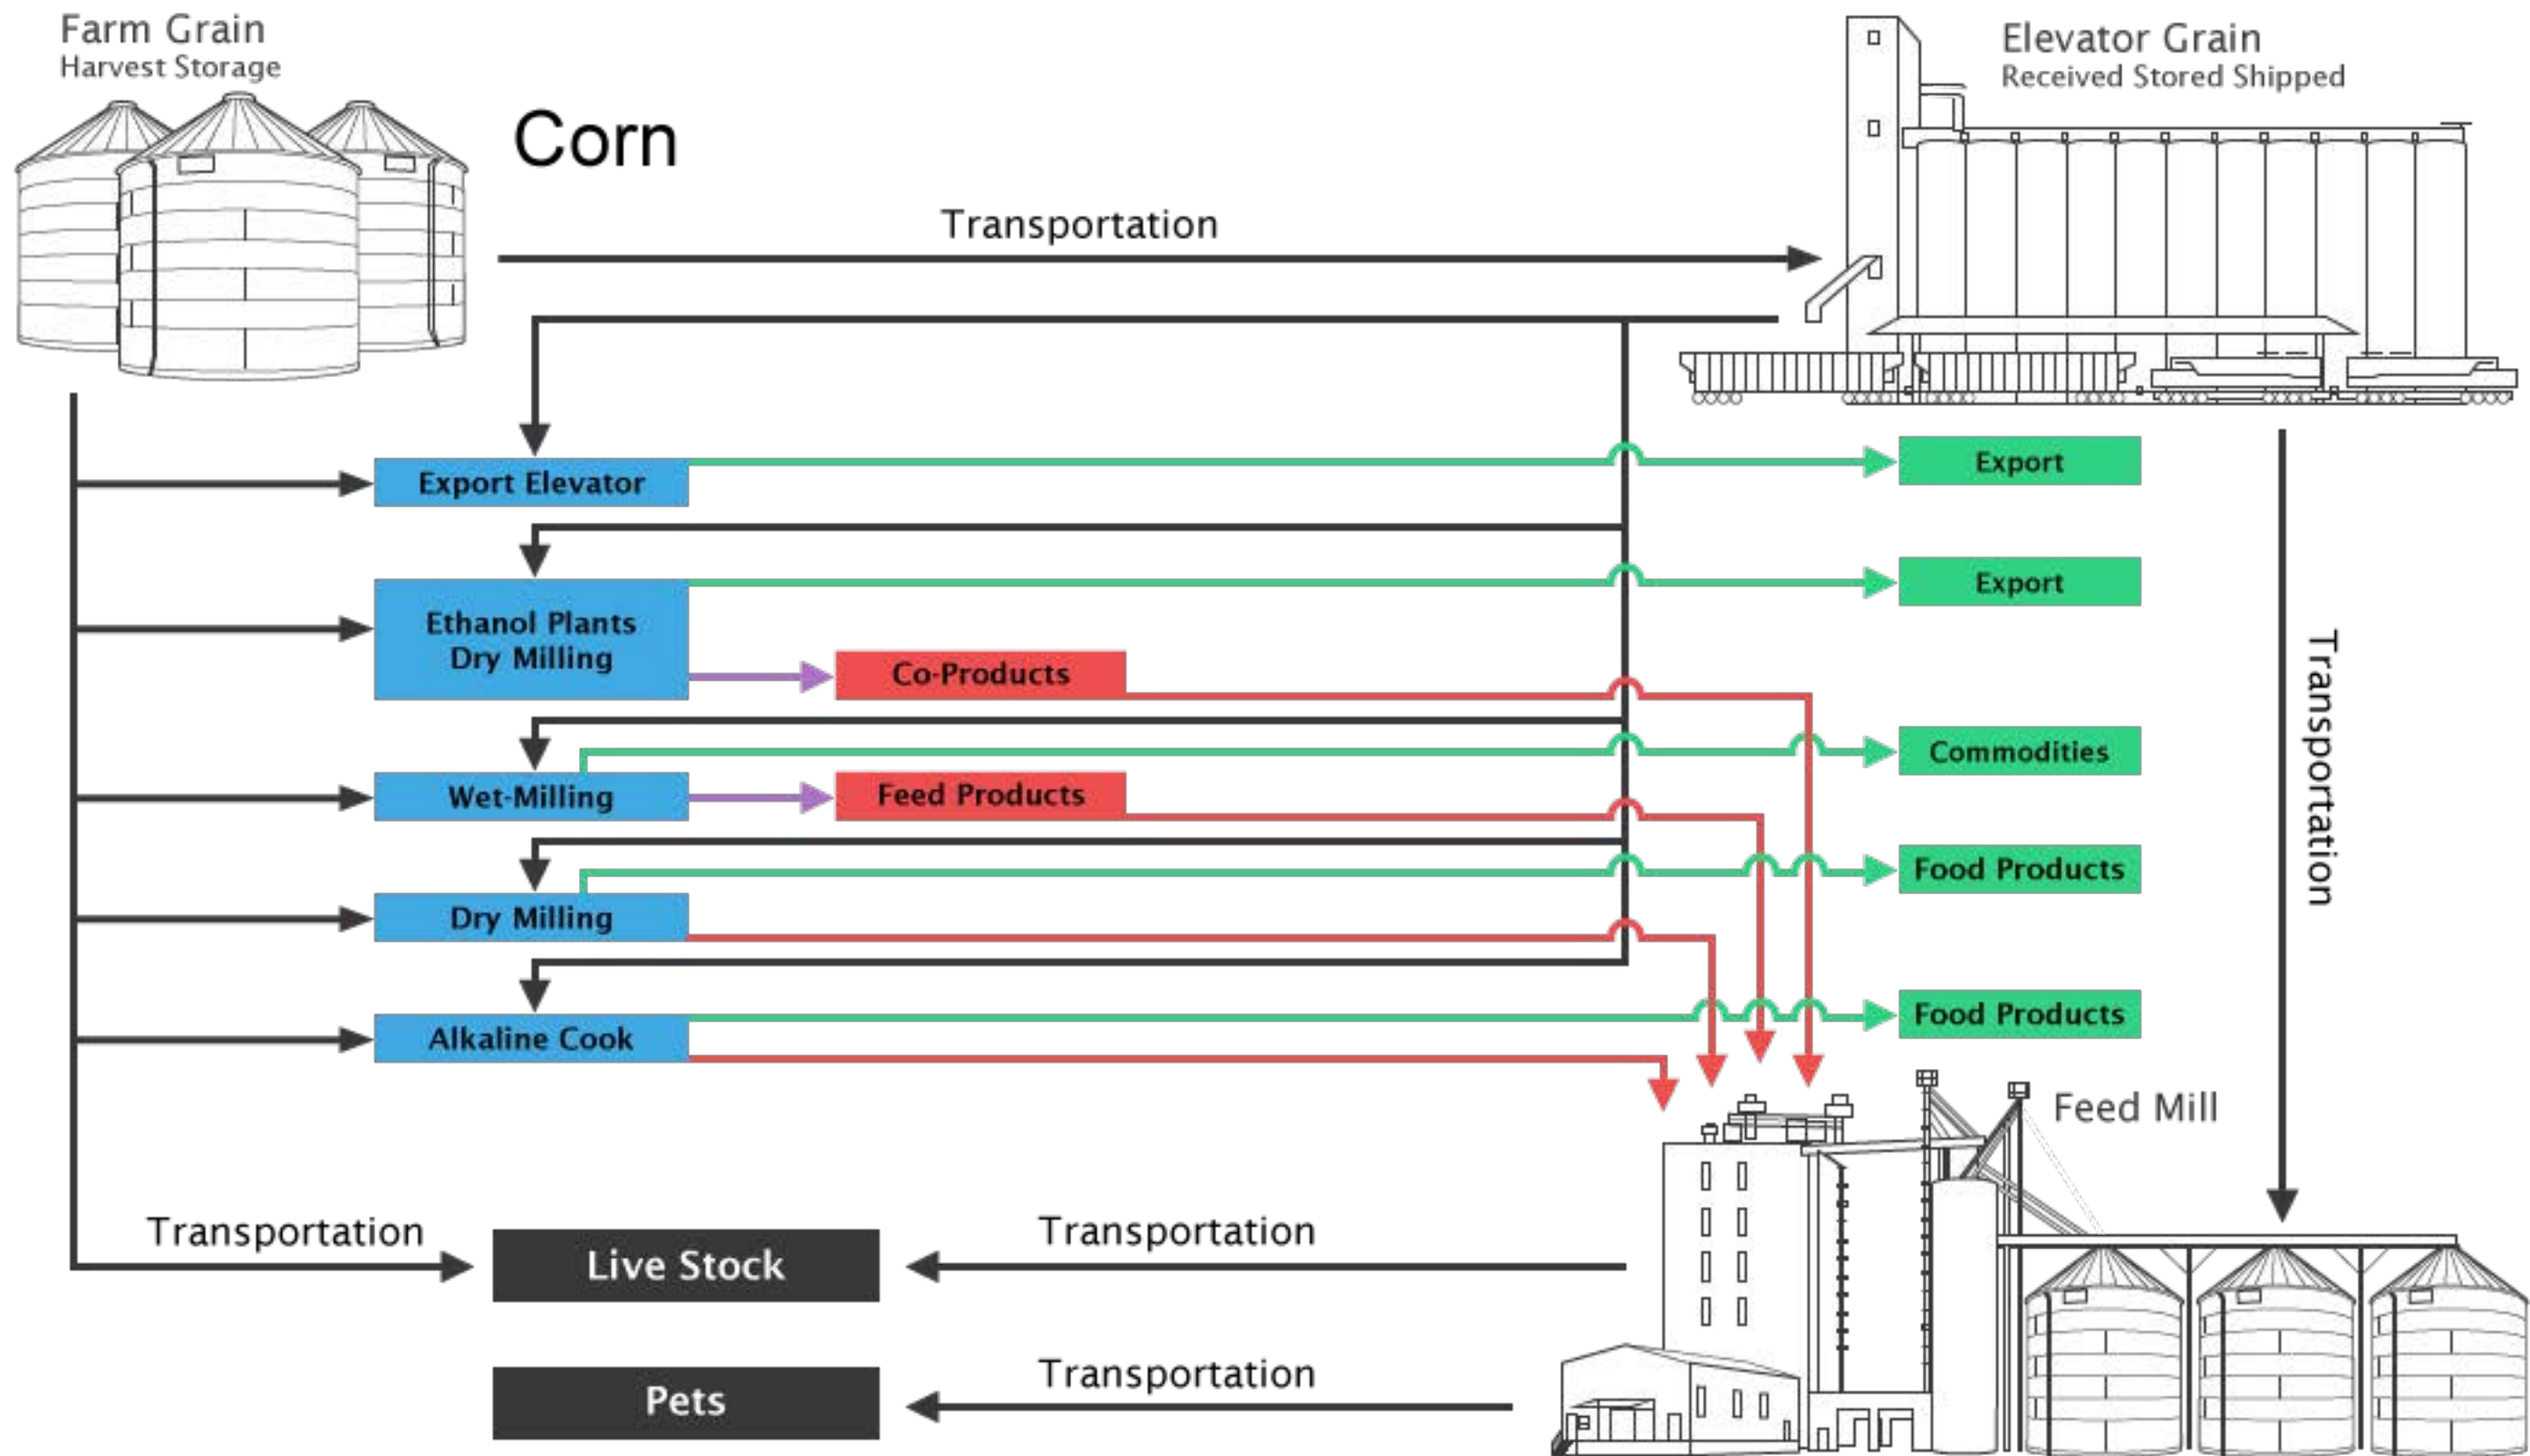 Farm Grain
Harvest Storage
Corn
Elevator Grain
Received Stored Shipped
Transportation
Export Elevator
Export
Ethanol Plants
Dry Milling
Export
Co-Products
Transportation
Commodities
Wet-Milling
Feed Products
Food Products
Dry Milling
Food Products
Alkaline Cook
Feed Mill
Transportation
Live Stock
Transportation
Pets
Transportation